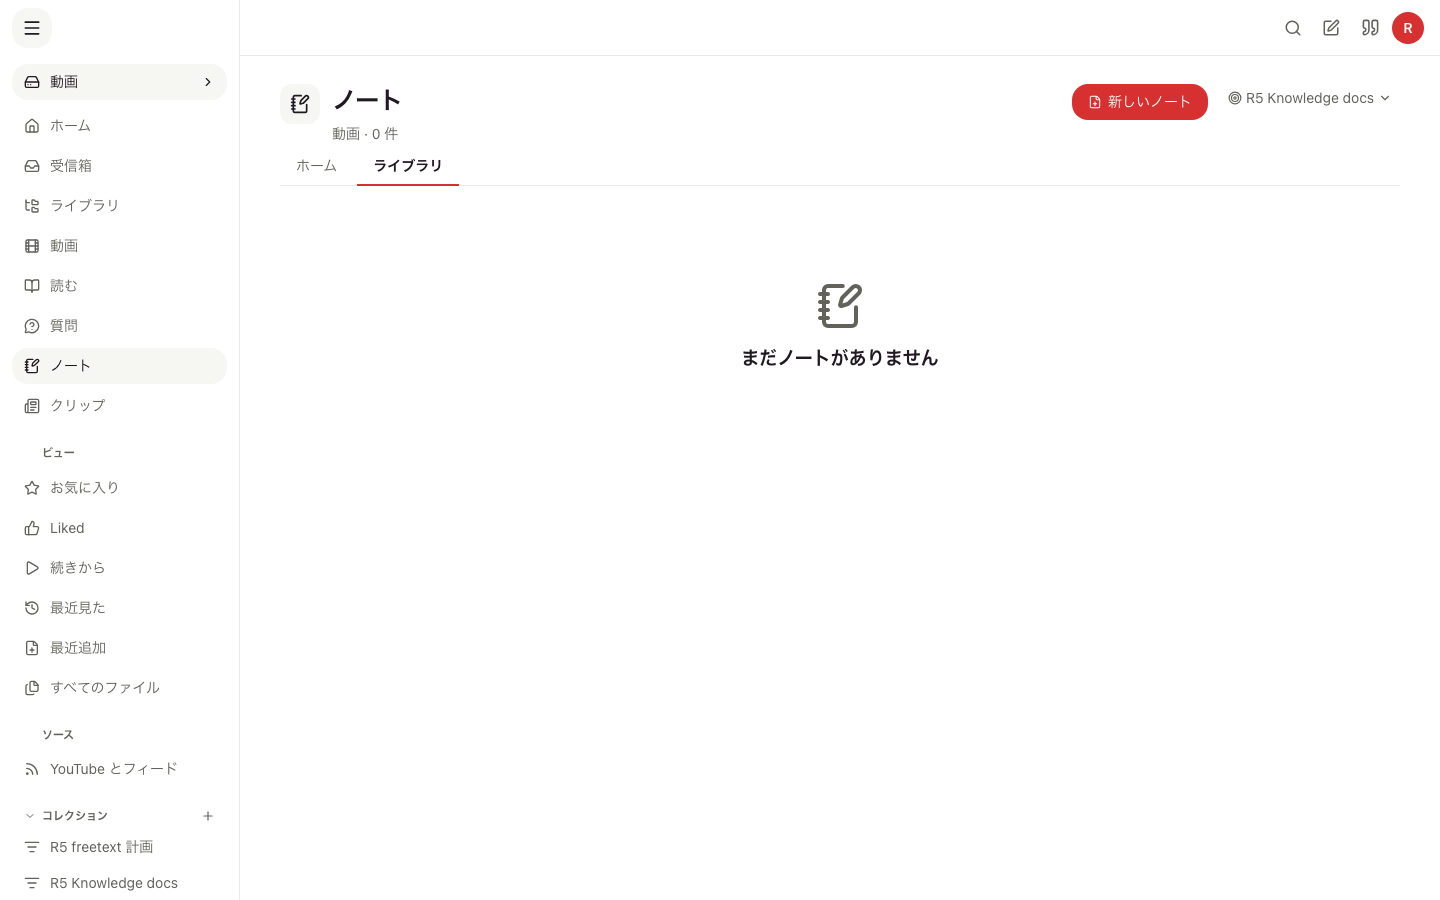 R
動画
ホーム
受信箱
ライブラリ
動画
読む
質問
ノート
クリップ
ビュー
お気に入り
Liked
続きから
最近見た
最近追加
すべてのファイル
ソース
YouTube とフィード
コレクション
R5 freetext 計画
R5 Knowledge docs
ノート
動画 · 0 件
新しいノート
R5 Knowledge docs
ホーム
ライブラリ
まだノートがありません